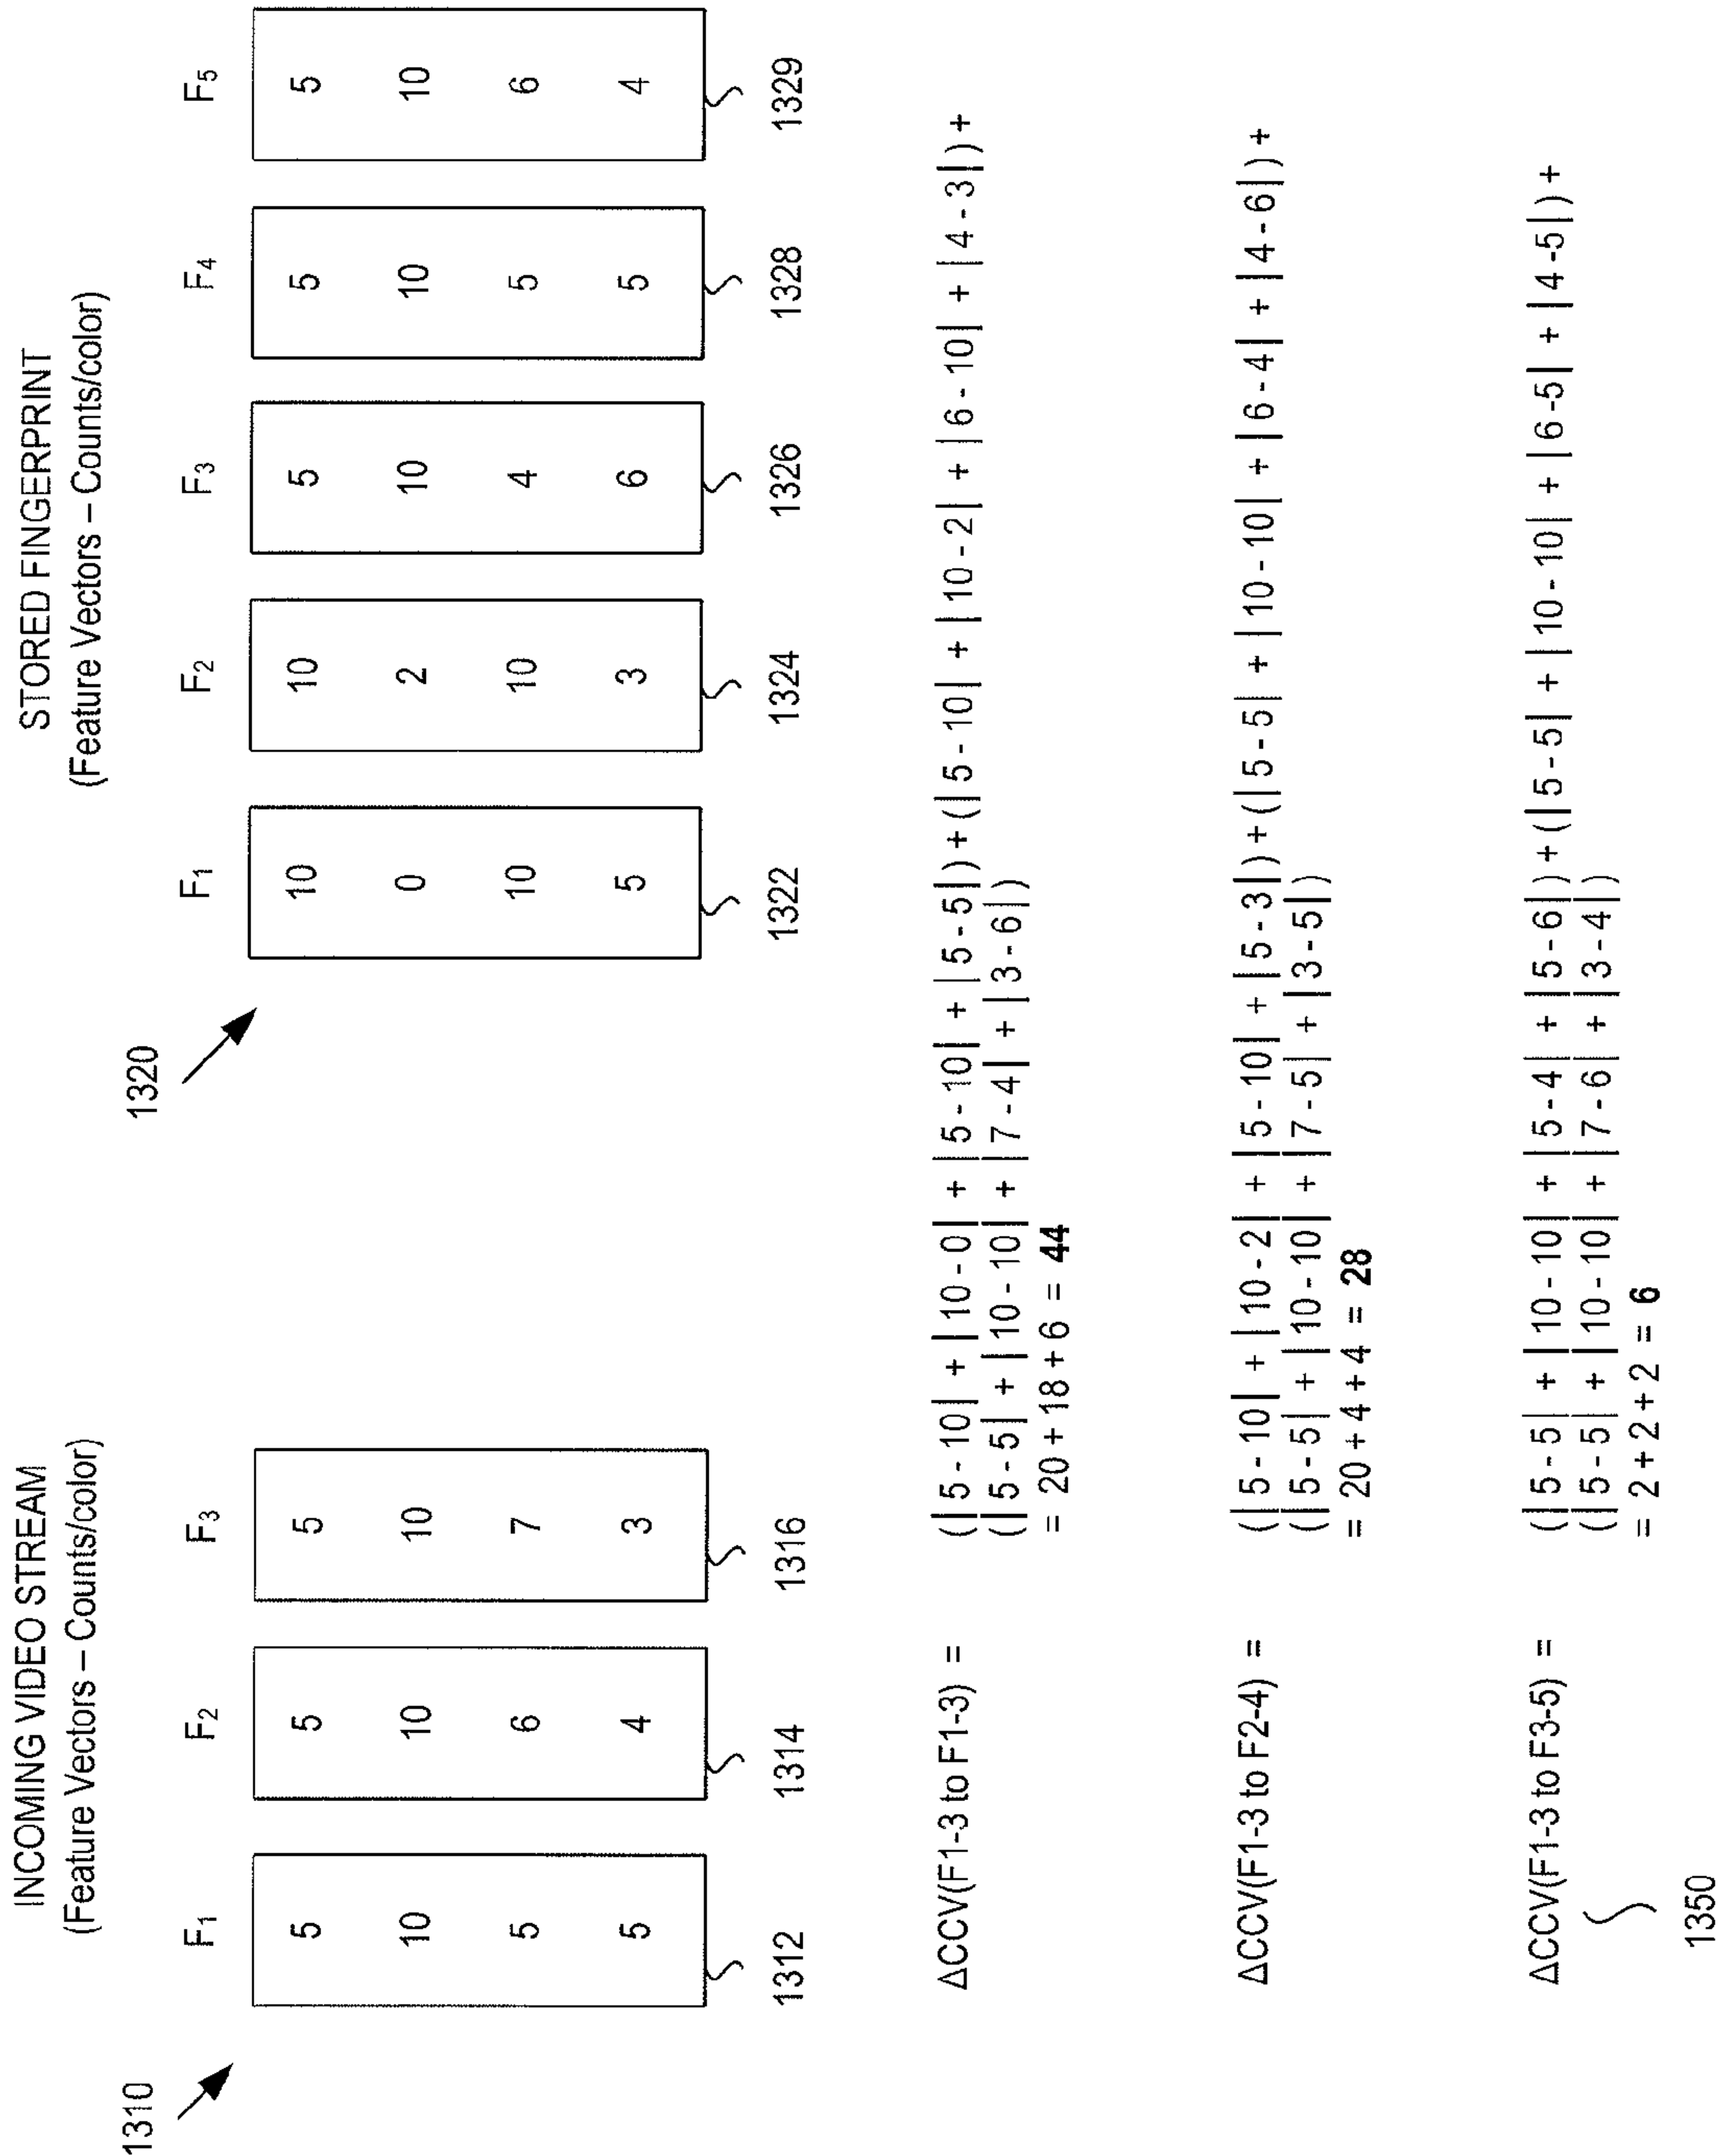 INCOMING VIDEO STREAM
(Feature Vectors – Counts/color)
1310
F1
F2
F3
5
10
5
5
5
10
6
4
5
10
7
3
1312
1314
1316
STORED FINGERPRINT
(Feature Vectors – Counts/color)
1320
F1
F2
F3
F4
F5
10
0
10
5
10
2
10
3
5
10
4
6
5
10
5
5
5
10
6
4
1322
1324
1326
1328
1329
ΔCCV(F1-3 to F1-3) =
(|5 - 10| + |10 - 0| + |5 - 10| + |5 - 5|) + (|5 - 10| + |10 - 2| + |6 - 10| + |4 - 3|) +
(|5 - 5| + |10 - 10| + |7 - 4| + |3 - 6|)
= 20 + 18 + 6 = 44
ΔCCV(F1-3 to F2-4) =
(|5 - 10| + |10 - 2| + |5 - 10| + |5 - 3|) + (|5 - 5| + |10 - 10| + |6 - 4| + |4 - 6|) +
(|5 - 5| + |10 - 10| + |7 - 5| + |3 - 5|)
= 20 + 4 + 4 = 28
ΔCCV(F1-3 to F3-5) =
(|5 - 5| + |10 - 10| + |5 - 4| + |5 - 6|) + (|5 - 5| + |10 - 10| + |6 -5| + |4 -5|) +
(|5 - 5| + |10 - 10| + |7 - 6| + |3 - 4|)
= 2 + 2 + 2 = 6
1350